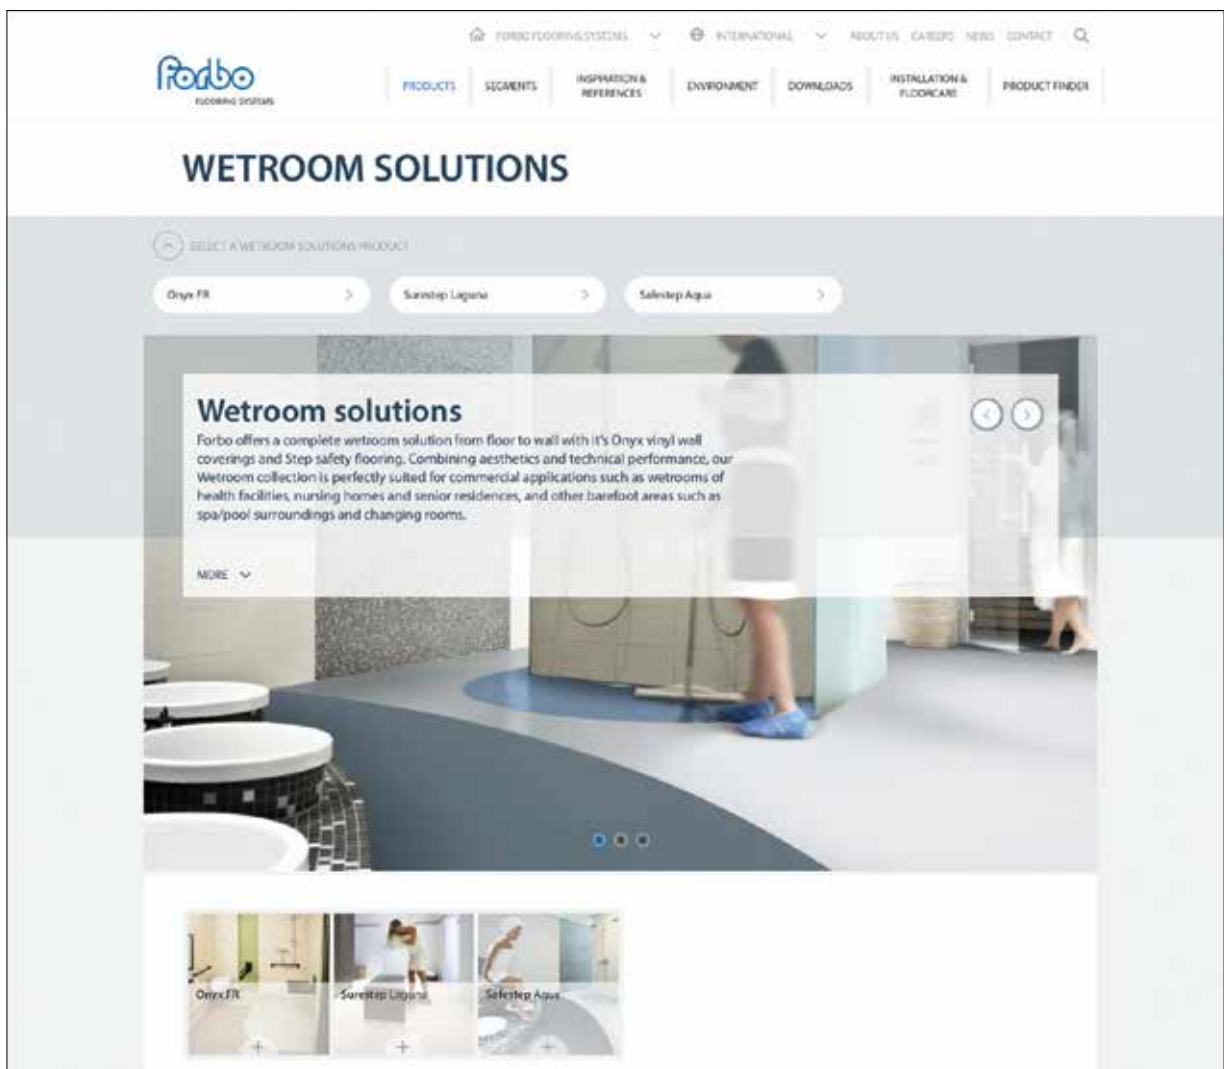 FORBO FLOORING SYSTEMS INTERNATIONAL ABOUT US CAREERS NEWS CONTACT
Forbo
FLOORING SYSTEMS
PRODUCTS SEGMENTS INSPIRATION & REFERENCES ENVIRONMENT DOWNLOADS INSTALLATION & FLOORCARE PRODUCT FINDER
WETROOM SOLUTIONS
SELECT A WETROOM SOLUTIONS PRODUCT
Onyx FR Surestep Laguna Safestep Aqua
Wetroom solutions
Forbo offers a complete wetroom solution from floor to wall with it's Onyx vinyl wall
coverings and Step safety flooring. Combining aesthetics and technical performance, our
Wetroom collection is perfectly suited for commercial applications such as wetrooms of
health facilities, nursing homes and senior residences, and other barefoot areas such as
spa/pool surroundings and changing rooms.
MORE
Onyx FR Surestep Laguna Safestep Aqua